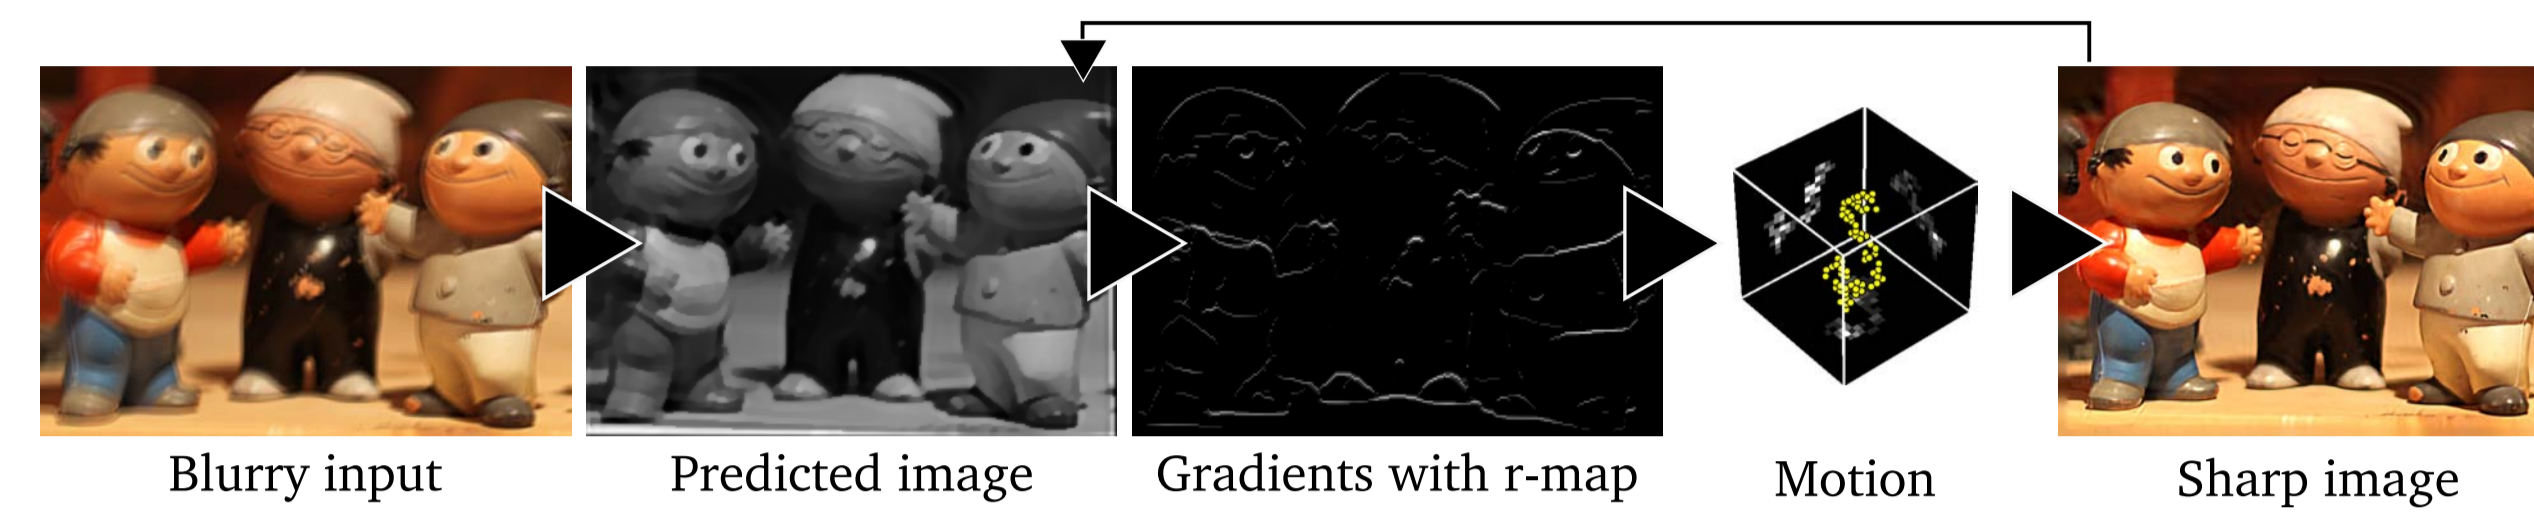 Blurry input
Predicted image
Gradients with r-map
Motion
Sharp image